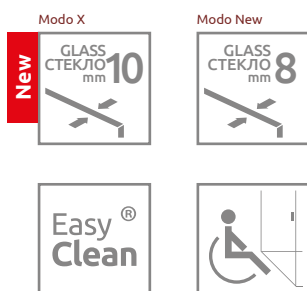 Modo X
Modo New
New
GLASS
СТЕКЛО 10
mm
GLASS
СТЕКЛО 8
mm
Easy ®
Clean